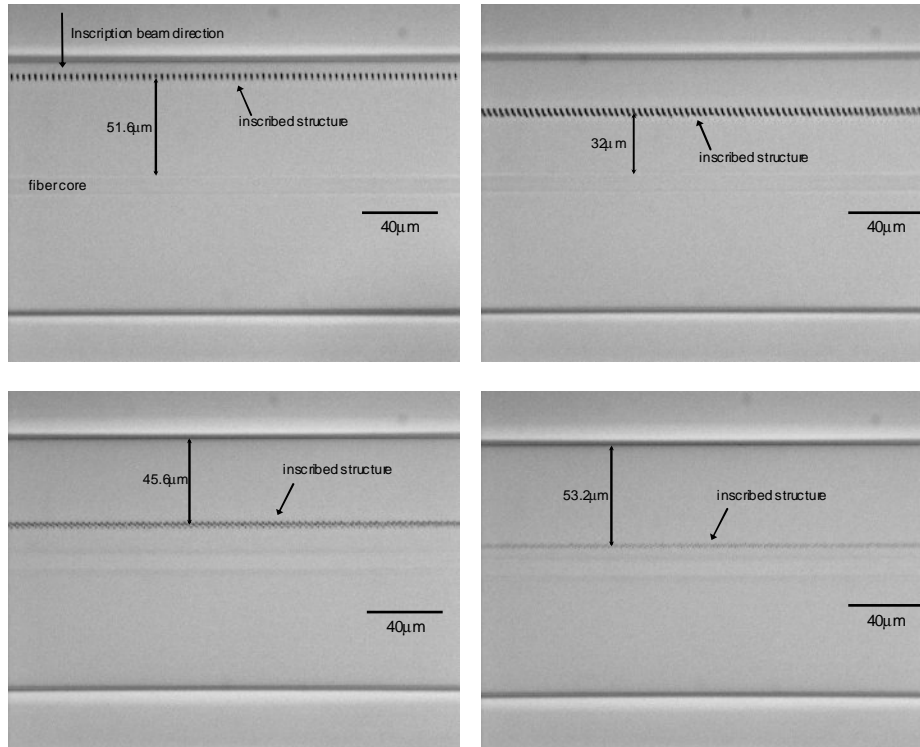 Inscription beam direction
51.6μm
inscribed structure
fiber core
40μm
32μm
inscribed structure
40μm
45.6μm
inscribed structure
40μm
53.2μm
inscribed structure
40μm